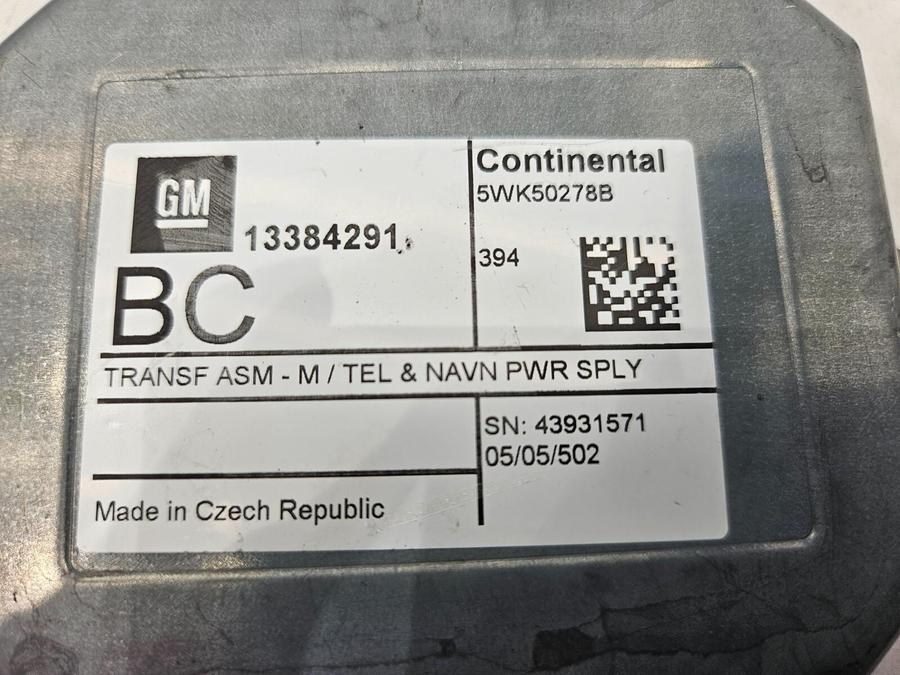 GM
13384291
BC
Continental
5WK50278B
394
TRANSF ASM - M / TEL & NAVN PWR SPLY
SN: 43931571
05/05/502
Made in Czech Republic